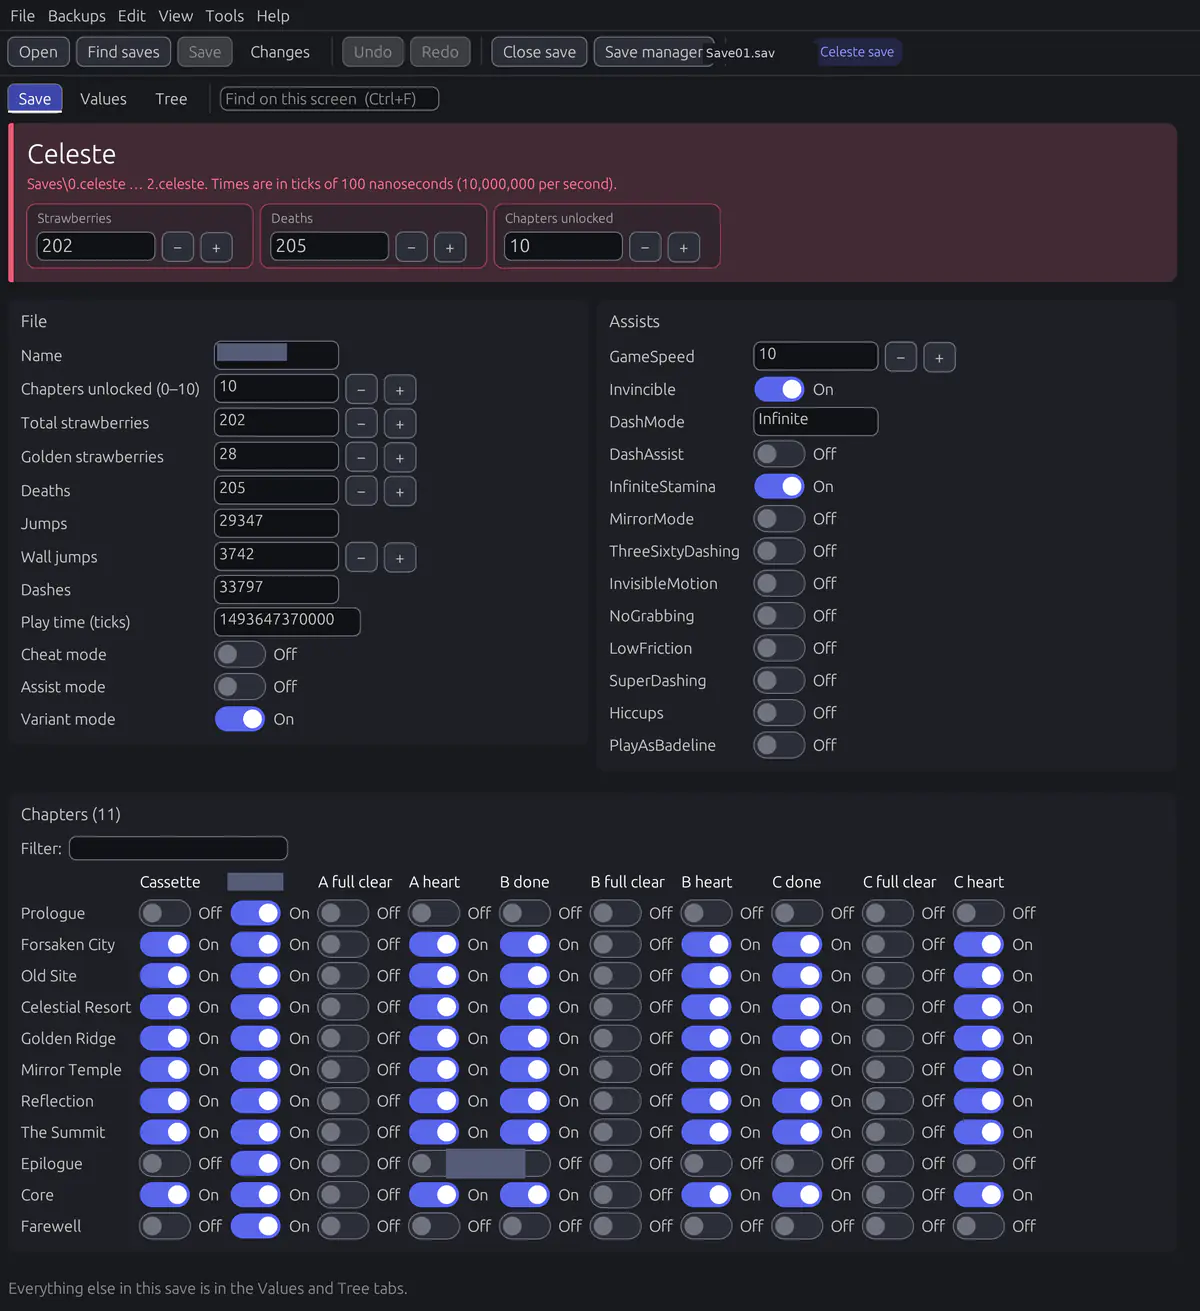 File Backups Edit View Tools Help
Open Find saves Save Changes Undo Redo Close save Save manager Save01.sav Celeste save
Save Values Tree Find on this screen (Ctrl+F)
Celeste
Saves\0.celeste … 2.celeste. Times are in ticks of 100 nanoseconds (10,000,000 per second).
Strawberries Deaths Chapters unlocked
202 − + 205 − + 10 − +
File
Name
Chapters unlocked (0–10) 10 − +
Total strawberries 202 − +
Golden strawberries 28 − +
Deaths 205 − +
Jumps 29347
Wall jumps 3742 − +
Dashes 33797
Play time (ticks) 1493647370000
Cheat mode Off
Assist mode Off
Variant mode On
Assists
GameSpeed 10 − +
Invincible On
DashMode Infinite
DashAssist Off
InfiniteStamina On
MirrorMode Off
ThreeSixtyDashing Off
InvisibleMotion Off
NoGrabbing Off
LowFriction Off
SuperDashing Off
Hiccups Off
PlayAsBadeline Off
Chapters (11)
Filter:
Cassette A full clear A heart B done B full clear B heart C done C full clear C heart
Prologue Off On Off Off Off Off Off Off Off Off
Forsaken City On On Off On On Off On On Off On
Old Site On On Off On On Off On On Off On
Celestial Resort On On Off On On Off On On Off On
Golden Ridge On On Off On On Off On On Off On
Mirror Temple On On Off On On Off On On Off On
Reflection On On Off On On Off On On Off On
The Summit On On Off On On Off On On Off On
Epilogue Off On Off Off Off Off Off Off Off
Core On On Off On On Off On On Off On
Farewell Off On Off Off Off Off Off Off Off Off
Everything else in this save is in the Values and Tree tabs.